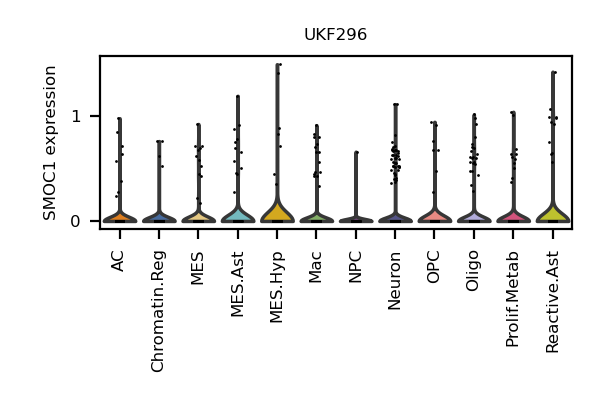 UKF296
SMOC1 expression
1
0
AC
Chromatin.Reg
MES
MES.Ast
MES.Hyp
Mac
NPC
Neuron
OPC
Oligo
Prolif.Metab
Reactive.Ast